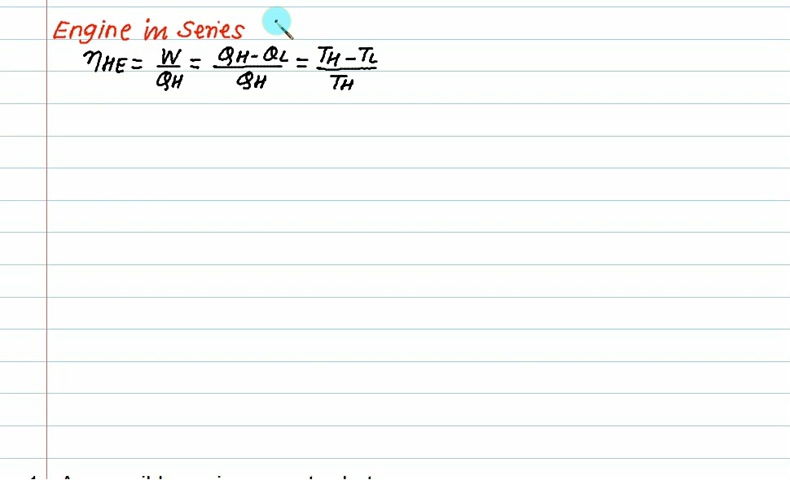 Engine in Series
ηHE = W/QH = QH-QL/QH = TH-TL/TH